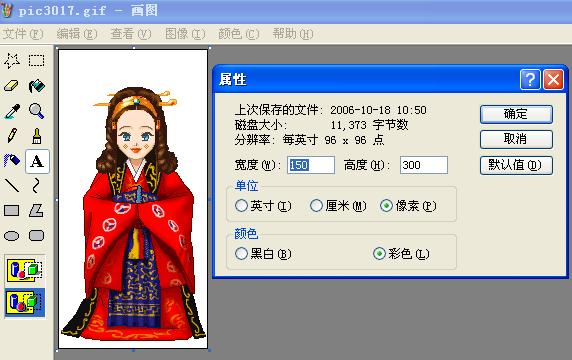 pic3017.gif - 画图
文件(F) 编辑(E) 查看(V) 图像(I) 颜色(C) 帮助(H)
属性
上次保存的文件: 2006-10-18 10:50
磁盘大小: 11,373 字节数
分辨率: 每英寸 96 x 96 点
宽度(W): 150 高度(H): 300
单位
英寸(I) 厘米(M) 像素(P)
颜色
黑白(B) 彩色(L)
确定
取消
默认值(D)
A